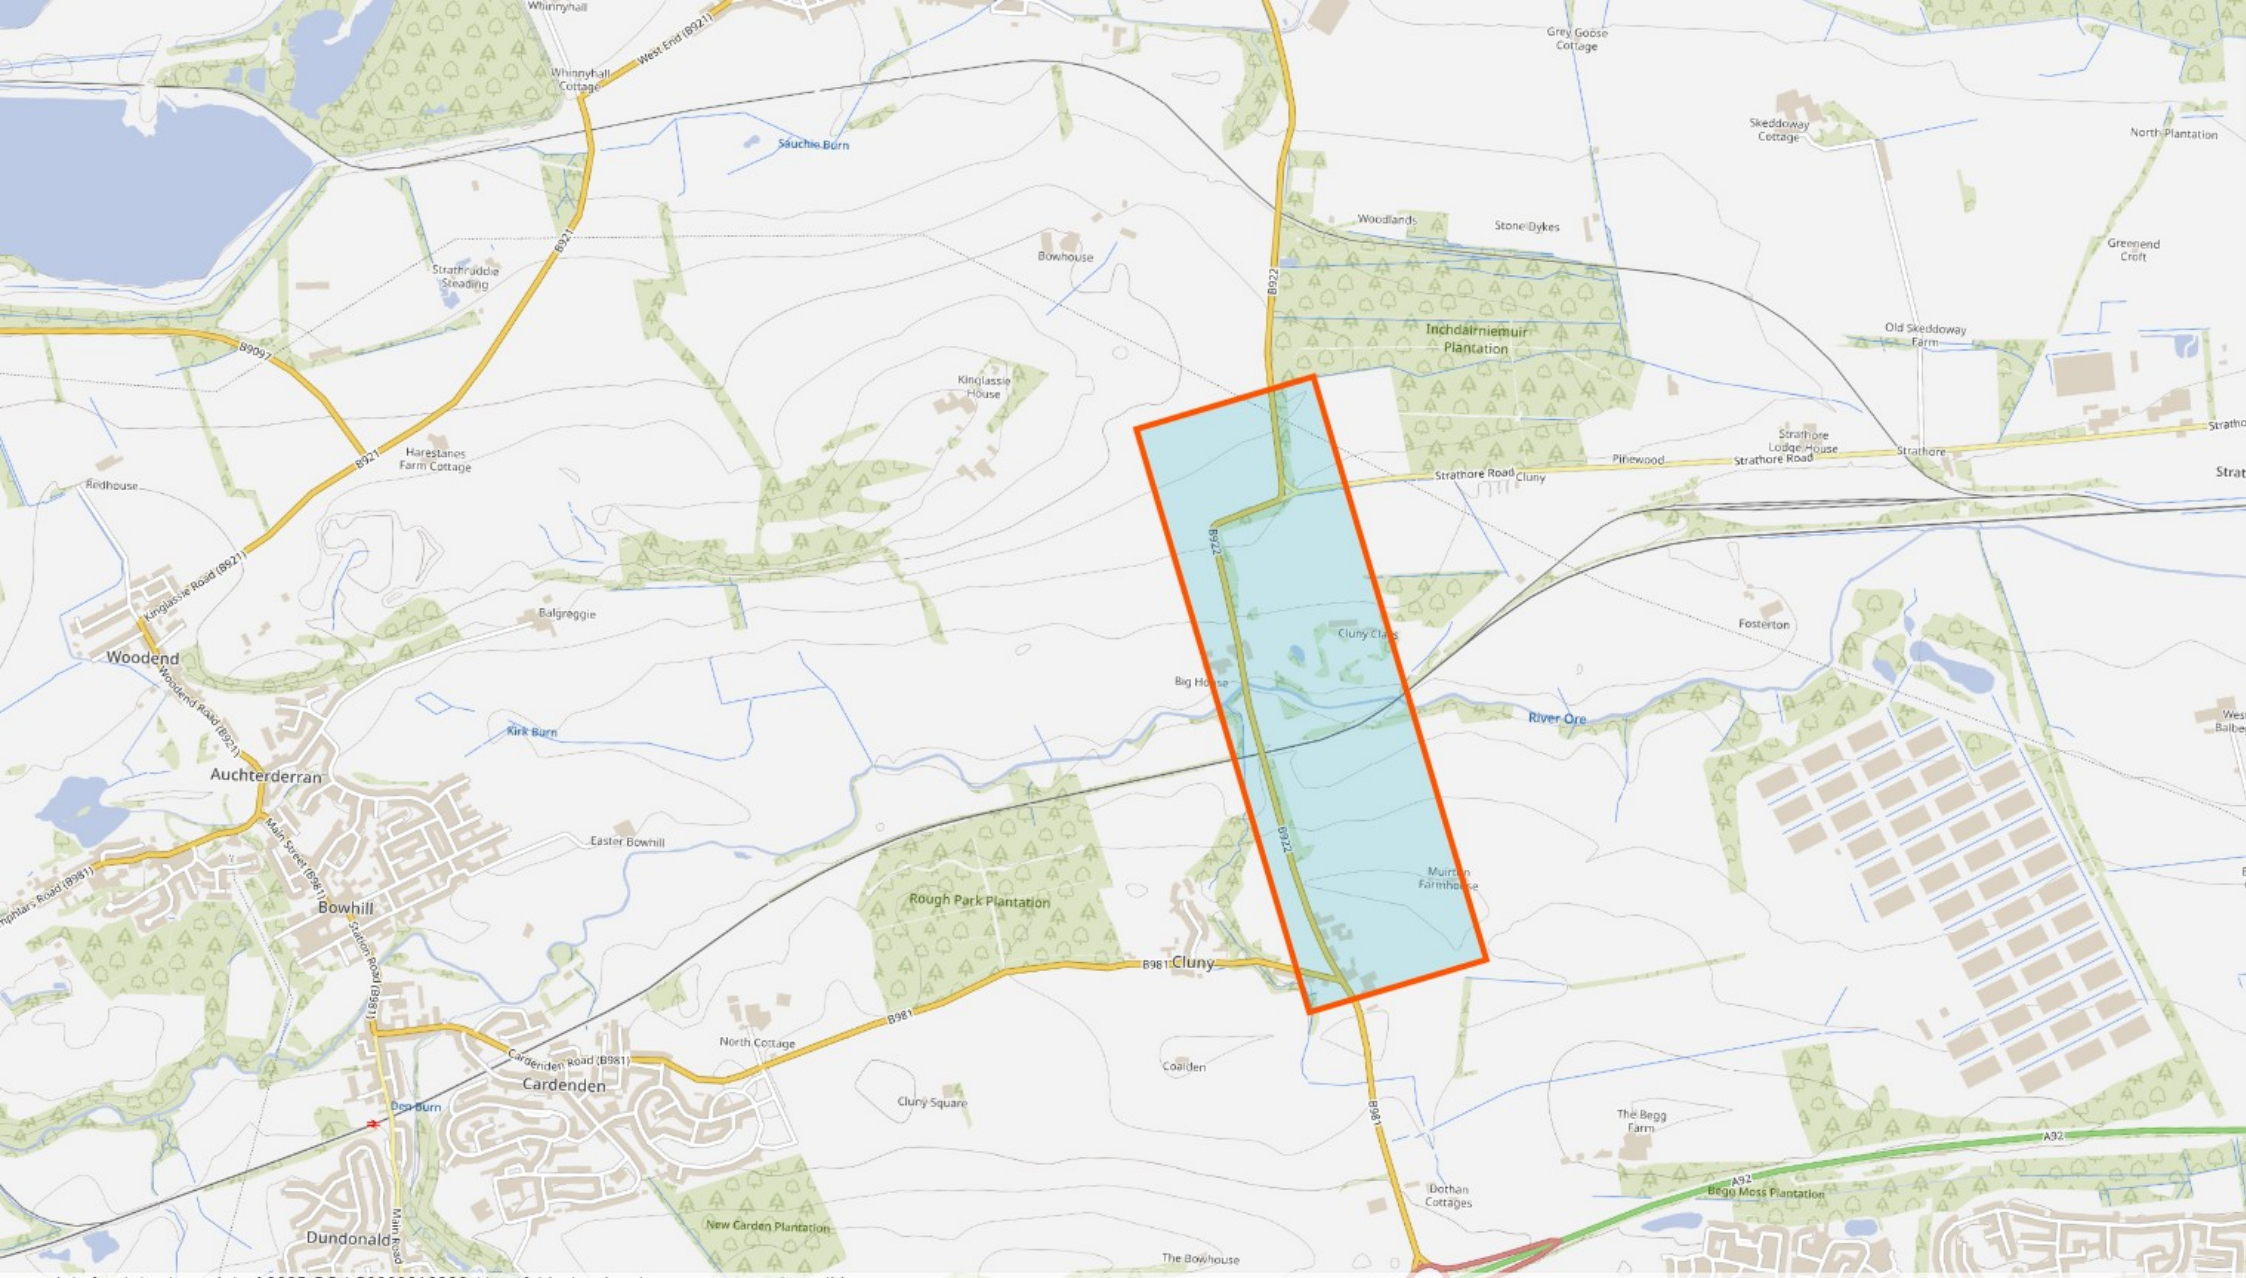 Whinnyhall
West End (B921)
Grey Goose
Cottage
Whinnyhall
Cottage
Sauchie Burn
Skeddoway
Cottage
North Plantation
Woodlands
Stone Dykes
B921
Bowhouse
Greenend
Croft
Strathruddie
Steading
B922
Inchdairniemuir
Plantation
Old Skeddoway
Farm
B9097
Kinglassie
House
Strathore
Lodge House
Harestanes
Farm Cottage
B921
Pinewood
Strathore Road
Strathore
Strathore Road
Cluny
Redhouse
B922
Kinglassie Road (B921)
Balgreggie
Fosterton
Cluny Clays
Woodend
Woodend Road (B921)
Big House
River Ore
Kirk Burn
Auchterderran
Main Street (B981)
Easter Bowhill
B922
Muirton
Farmhouse
Rough Park Plantation
Bowhill
Station Road (B981)
B981
Cluny
B981
North Cottage
Cardenden Road (B981)
Cardenden
Coalden
Cluny Square
Den Burn
B981
The Begg
Farm
A92
A92
Begg Moss Plantation
Dothan
Cottages
Main Road
New Carden Plantation
Dundonald
The Bowhouse